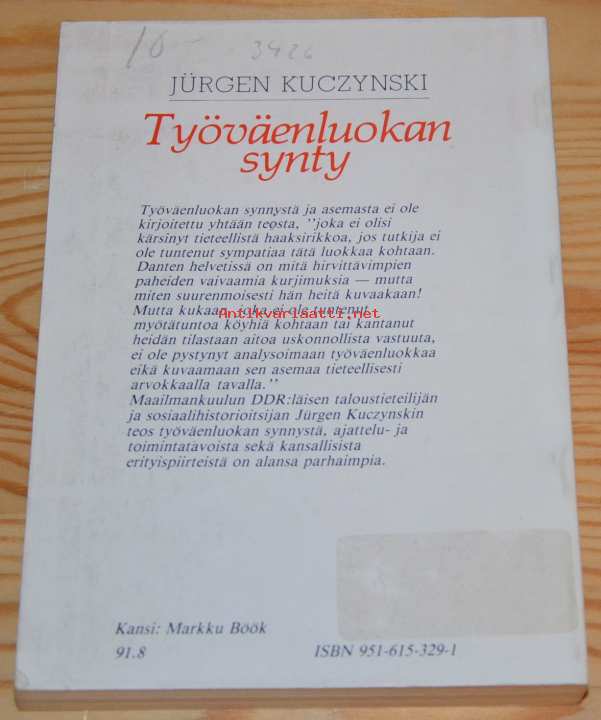 10 – 3426
JÜRGEN KUCZYNSKI
Työväenluokan
synty
Työväenluokan synnystä ja asemasta ei ole
kirjoitettu yhtään teosta, ''joka ei olisi
kärsinyt tieteellistä haaksirikkoa, jos tutkija ei
ole tuntenut sympatiaa tätä luokkaa kohtaan.
Danten helvetissä on mitä hirvittävimpien
paheiden vaivaamia kurjimuksia — mutta
miten suurenmoisesti hän heitä kuvaakaan!
Mutta kukaan, joka ei ole tuntenut
Antikvariaatti.net
myötätuntoa köyhiä kohtaan tai kantanut
heidän tilastaan aitoa uskonnollista vastuuta,
ei ole pystynyt analysoimaan työväenluokkaa
eikä kuvaamaan sen asemaa tieteellisesti
arvokkaalla tavalla.''
Maailmankuulun DDR:läisen taloustieteilijän
ja sosiaalihistorioitsijan Jürgen Kuczynskin
teos työväenluokan synnystä, ajattelu- ja
toimintatavoista sekä kansallisista
erityispiirteistä on alansa parhaimpia.
Kansi: Markku Böök
91.8 ISBN 951-615-329-1